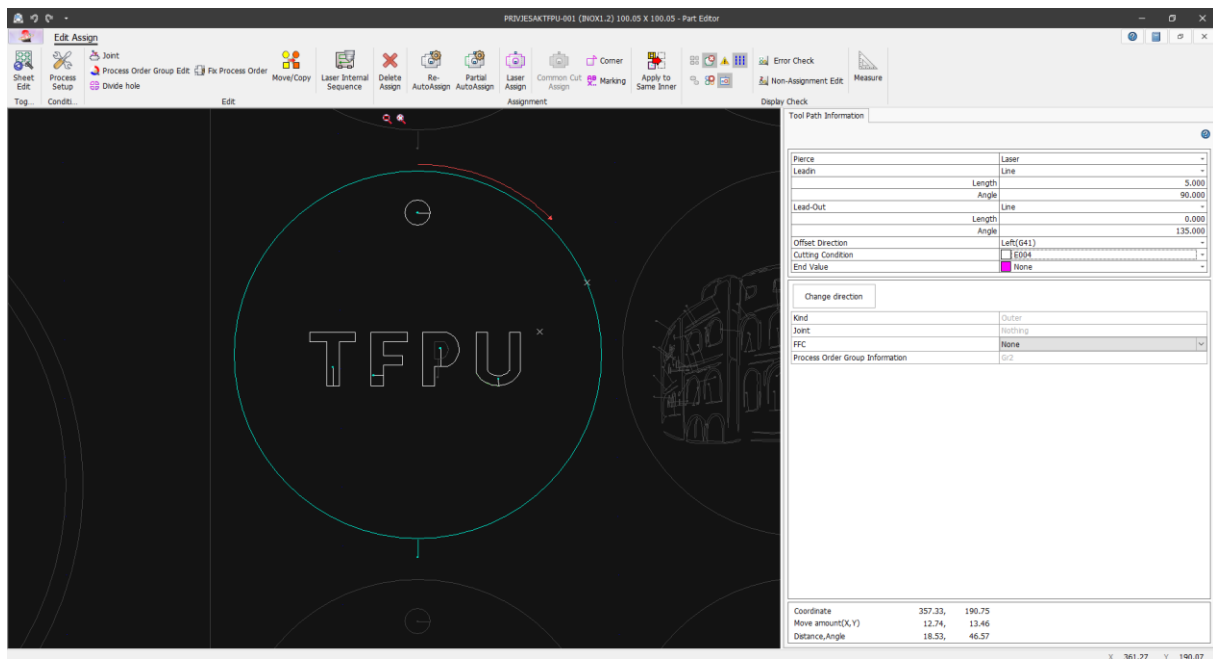 PRIVJESAKTFPU-001 (INOX1.2) 100.05 X 100.05 - Part Editor
Edit Assign
Sheet Edit
Process Setup
Joint
Process Order Group Edit
Fix Process Order
Divide hole
Move/Copy
Laser Internal Sequence
Delete Assign
Re-AutoAssign
Partial AutoAssign
Laser Assign
Common Cut Assign
Corner
Marking
Apply to Same Inner
Error Check
Non-Assignment Edit
Measure
Tog... Conditi... Edit Assignment Display Check
Tool Path Information
Pierce Laser
Leadin Line
Length 5.000
Angle 90.000
Lead-Out Line
Length 0.000
Angle 135.000
Offset Direction Left(G41)
Cutting Condition E004
End Value None
Change direction
Kind Outer
Joint Nothing
FFC None
Process Order Group Information Gr2
TFPU
Coordinate 357.33, 190.75
Move amount(X,Y) 12.74, 13.46
Distance,Angle 18.53, 46.57
X 361.27 Y 190.07